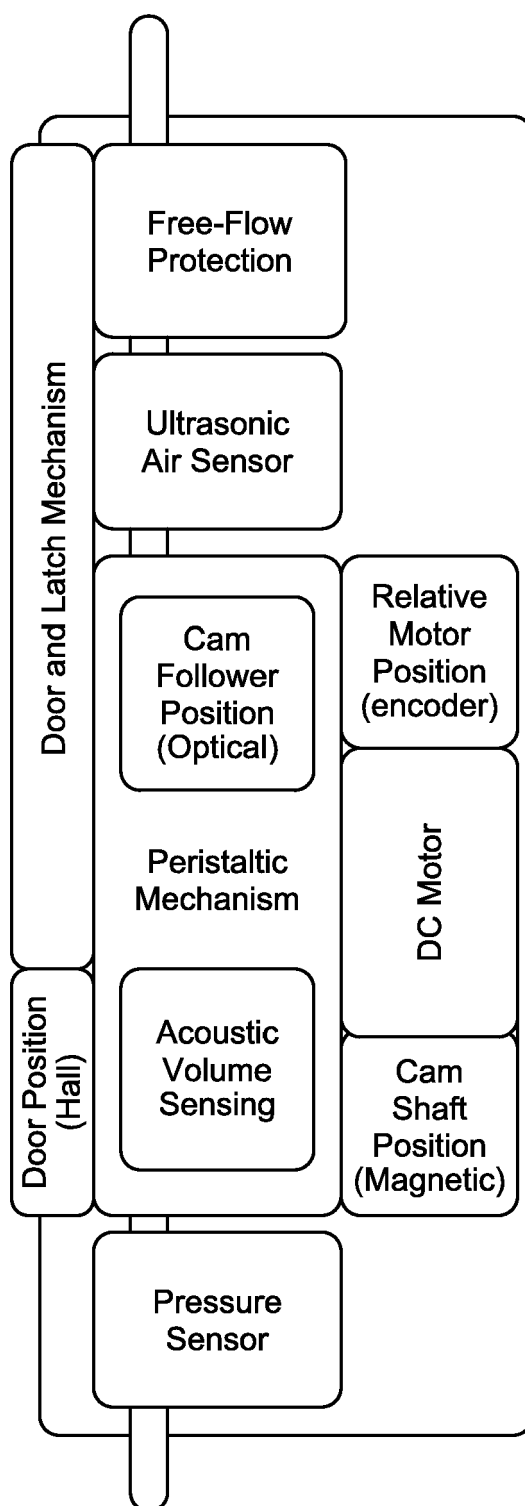 Free-Flow
Protection
Ultrasonic
Air Sensor
Door and Latch Mechanism
Cam
Follower
Position
(Optical)
Relative
Motor
Position
(encoder)
Peristaltic
Mechanism
DC Motor
Acoustic
Volume
Sensing
Door Position
(Hall)
Cam
Shaft
Position
(Magnetic)
Pressure
Sensor